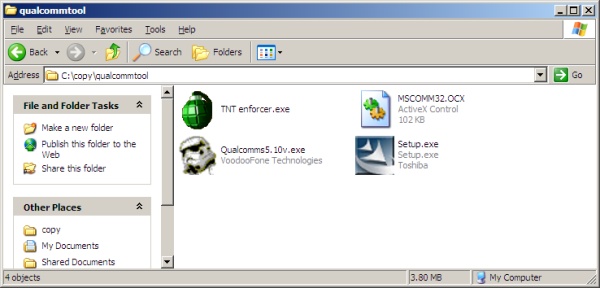 qualcommtool
File Edit View Favorites Tools Help
Back Search Folders
Address C:\copy\qualcommtool Go
File and Folder Tasks
Make a new folder
Publish this folder to the
Web
Share this folder
Other Places
copy
My Documents
Shared Documents
TNT enforcer.exe
MSCOMM32.OCX
ActiveX Control
102 KB
Qualcomms5.10v.exe
VoodooFone Technologies
Setup.exe
Setup.exe
Toshiba
4 objects 3.80 MB My Computer